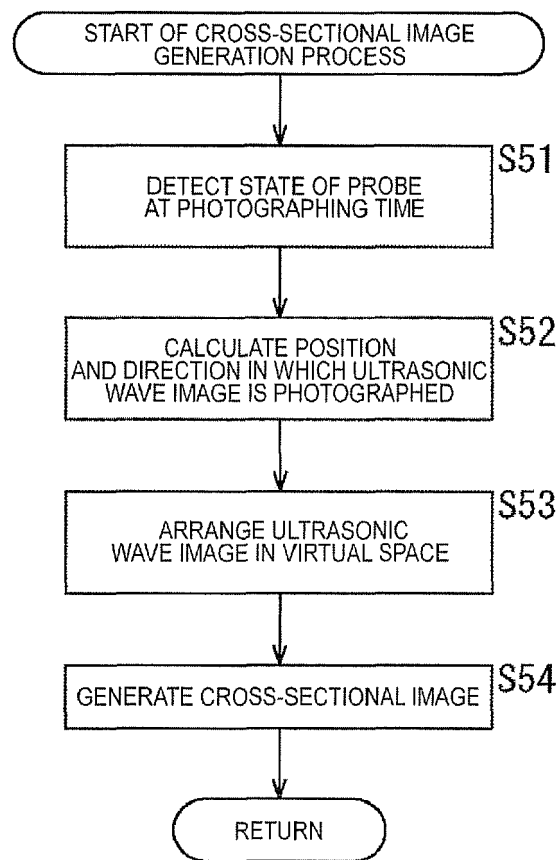 START OF CROSS-SECTIONAL IMAGE
GENERATION PROCESS
S51
DETECT STATE OF PROBE
AT PHOTOGRAPHING TIME
S52
CALCULATE POSITION
AND DIRECTION IN WHICH ULTRASONIC
WAVE IMAGE IS PHOTOGRAPHED
S53
ARRANGE ULTRASONIC
WAVE IMAGE IN VIRTUAL SPACE
S54
GENERATE CROSS-SECTIONAL IMAGE
RETURN